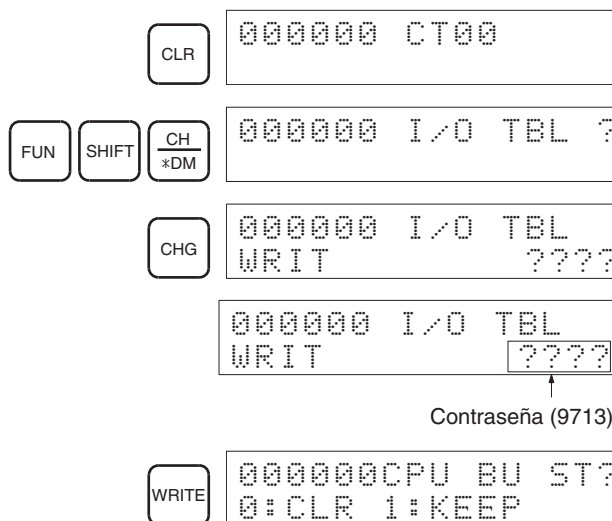 CLR
000000 CT00
FUN SHIFT CH
*DM
000000 I/O TBL ?
CHG
000000 I/O TBL
WRIT ????
000000 I/O TBL
WRIT ????
Contraseña (9713)
WRITE
000000CPU BU ST?
0:CLR 1:KEEP